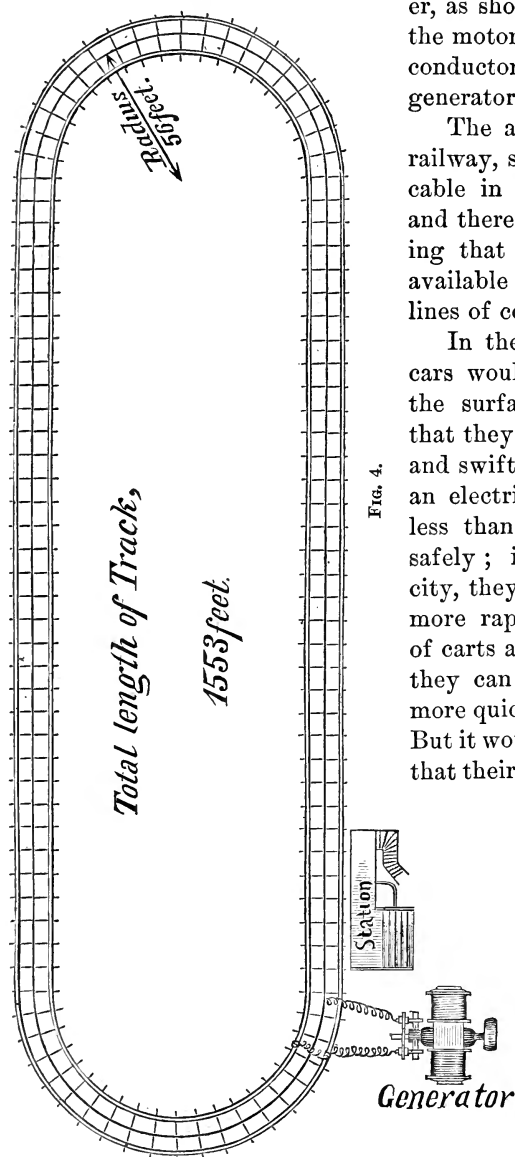 er, as sho
the motor
conductor
generator
The a
railway, s
cable in
and there
ing that
available
lines of co
In the
cars woul
the surfa
that they
and swift
an electri
less than
safely ; i
city, they
more rap
of carts a
they can
more quic
But it wou
that their
Radius
56 feet.
Total length of Track,
1553 feet.
FIG. 4.
Station
Generator